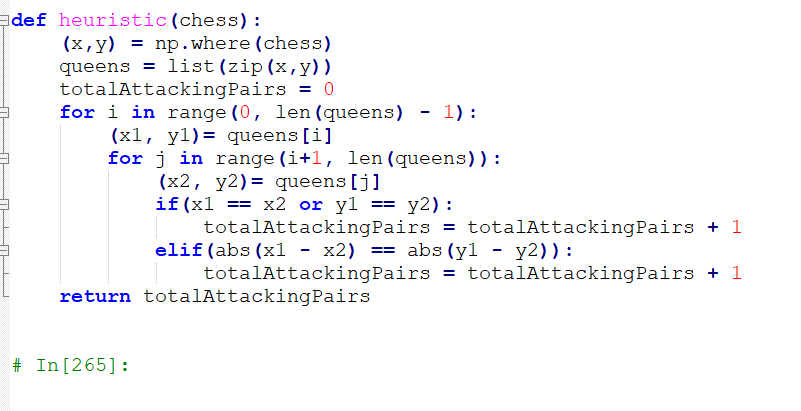 def heuristic(chess):
    (x,y) = np.where(chess)
    queens = list(zip(x,y))
    totalAttackingPairs = 0
    for i in range(0, len(queens) - 1):
        (x1, y1)= queens[i]
        for j in range(i+1, len(queens)):
            (x2, y2)= queens[j]
            if(x1 == x2 or y1 == y2):
                totalAttackingPairs = totalAttackingPairs + 1
            elif(abs(x1 - x2) == abs(y1 - y2)):
                totalAttackingPairs = totalAttackingPairs + 1
    return totalAttackingPairs
# In[265]: